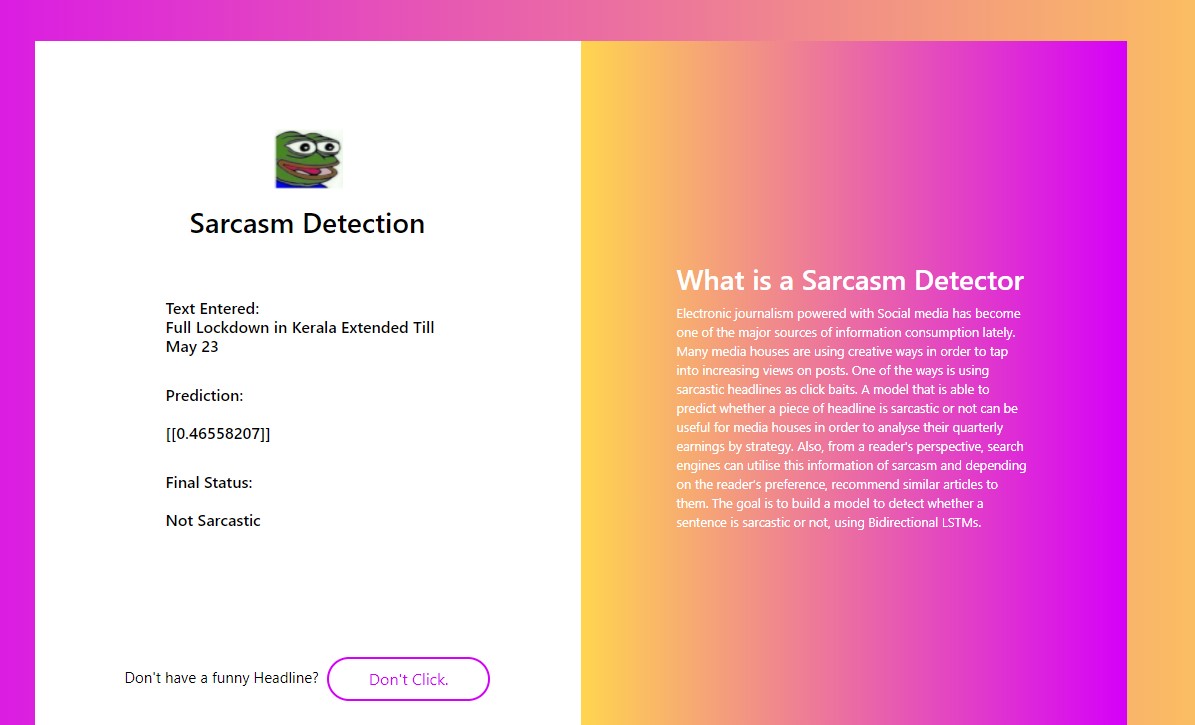 Sarcasm Detection
Text Entered:
Full Lockdown in Kerala Extended Till
May 23
Prediction:
[[0.46558207]]
Final Status:
Not Sarcastic
Don't have a funny Headline?
Don't Click.
What is a Sarcasm Detector
Electronic journalism powered with Social media has become
one of the major sources of information consumption lately.
Many media houses are using creative ways in order to tap
into increasing views on posts. One of the ways is using
sarcastic headlines as click baits. A model that is able to
predict whether a piece of headline is sarcastic or not can be
useful for media houses in order to analyse their quarterly
earnings by strategy. Also, from a reader's perspective, search
engines can utilise this information of sarcasm and depending
on the reader's preference, recommend similar articles to
them. The goal is to build a model to detect whether a
sentence is sarcastic or not, using Bidirectional LSTMs.